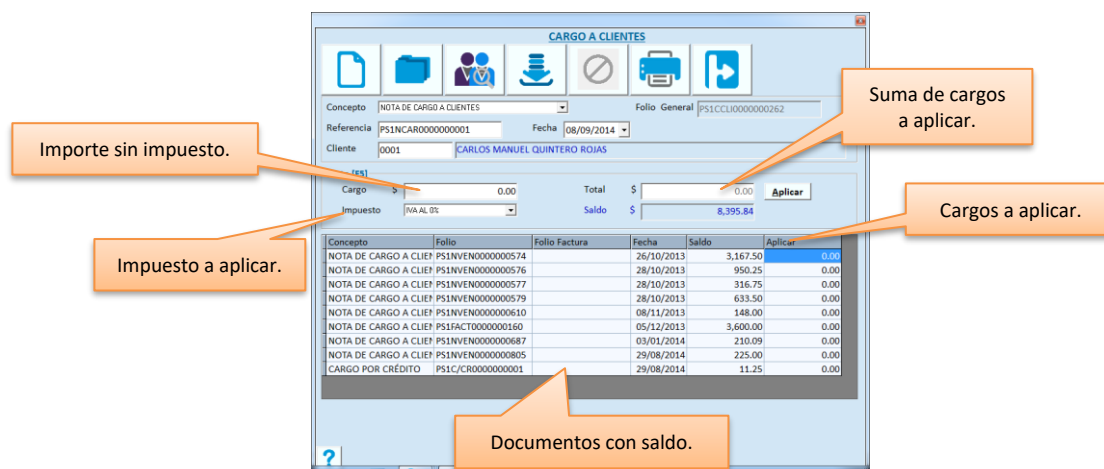 CARGO A CLIENTES
Concepto NOTA DE CARGO A CLIENTES Folio General PS1CCLI0000000262
Referencia PS1NCAR0000000001 Fecha 08/09/2014
Cliente 0001 CARLOS MANUEL QUINTERO ROJAS
[F5]
Cargo $ 0.00 Total $ 0.00 Aplicar
Impuesto IVA AL 0% Saldo $ 8,395.84
Concepto Folio Folio Factura Fecha Saldo Aplicar
NOTA DE CARGO A CLIEN PS1NVEN0000000574 26/10/2013 3,167.50 0.00
NOTA DE CARGO A CLIEN PS1NVEN0000000576 28/10/2013 950.25 0.00
NOTA DE CARGO A CLIEN PS1NVEN0000000577 28/10/2013 316.75 0.00
NOTA DE CARGO A CLIEN PS1NVEN0000000579 28/10/2013 633.50 0.00
NOTA DE CARGO A CLIEN PS1NVEN0000000610 08/11/2013 148.00 0.00
NOTA DE CARGO A CLIEN PS1FACT0000000160 05/12/2013 3,600.00 0.00
NOTA DE CARGO A CLIEN PS1NVEN0000000687 03/01/2014 210.09 0.00
NOTA DE CARGO A CLIEN PS1NVEN0000000805 29/08/2014 225.00 0.00
CARGO POR CRÉDITO PS1C/CR0000000001 29/08/2014 11.25 0.00
?
Importe sin impuesto.
Impuesto a aplicar.
Suma de cargos
a aplicar.
Cargos a aplicar.
Documentos con saldo.